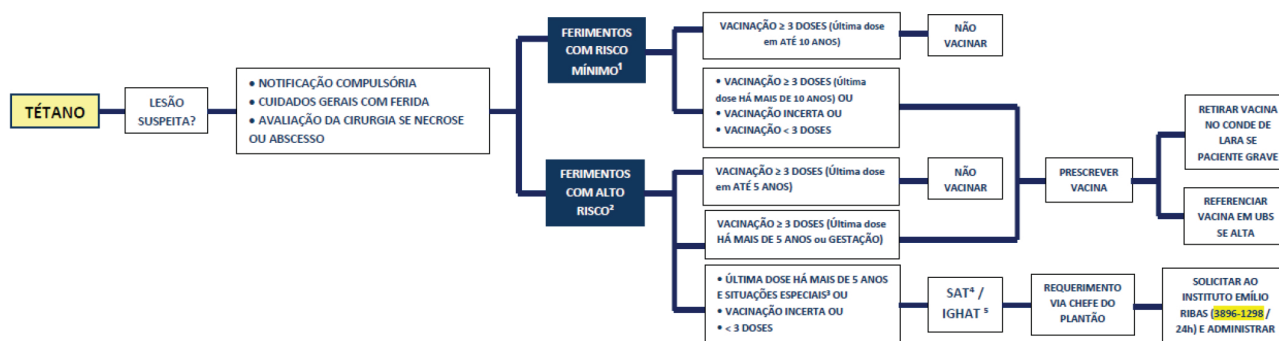 TÉTANO
LESÃO
SUSPEITA?
• NOTIFICAÇÃO COMPULSÓRIA
• CUIDADOS GERAIS COM FERIDA
• AVALIAÇÃO DA CIRURGIA SE NECROSE
OU ABSCESSO
FERIMENTOS
COM RISCO
MÍNIMO¹
VACINAÇÃO ≥ 3 DOSES (Última dose
em ATÉ 10 ANOS)
NÃO
VACINAR
• VACINAÇÃO ≥ 3 DOSES (Última
dose HÁ MAIS DE 10 ANOS) OU
• VACINAÇÃO INCERTA OU
• VACINAÇÃO < 3 DOSES
FERIMENTOS
COM ALTO
RISCO²
VACINAÇÃO ≥ 3 DOSES (Última dose
em ATÉ 5 ANOS)
NÃO
VACINAR
VACINAÇÃO ≥ 3 DOSES (Última dose
HÁ MAIS DE 5 ANOS ou GESTAÇÃO)
PRESCREVER
VACINA
RETIRAR VACINA
NO CONDE DE
LARA SE
PACIENTE GRAVE
REFERENCIAR
VACINA EM UBS
SE ALTA
• ÚLTIMA DOSE HÁ MAIS DE 5 ANOS
E SITUAÇÕES ESPECIAIS³ OU
• VACINAÇÃO INCERTA OU
• < 3 DOSES
SAT⁴ /
IGHAT ⁵
REQUERIMENTO
VIA CHEFE DO
PLANTÃO
SOLICITAR AO
INSTITUTO EMÍLIO
RIBAS (3896-1298 /
24h) E ADMINISTRAR